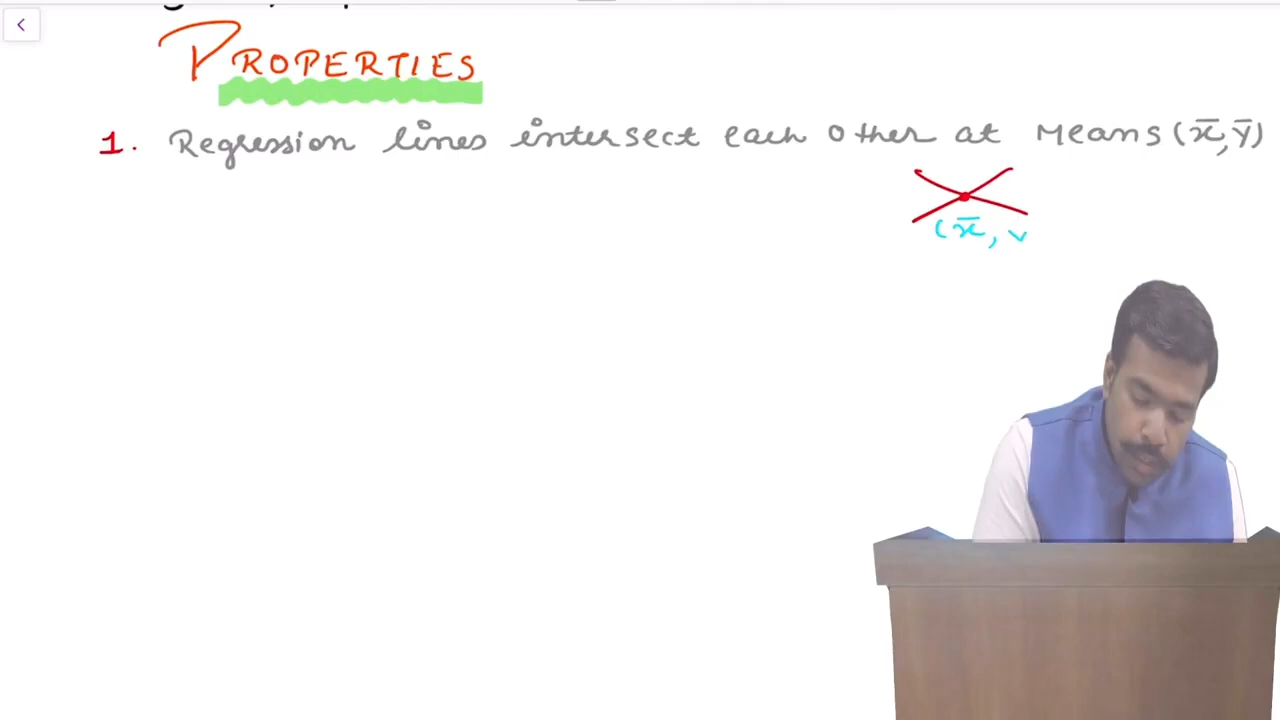 PROPERTIES
1. Regression lines intersect each other at Means (x̄, ȳ)
(x̄, y